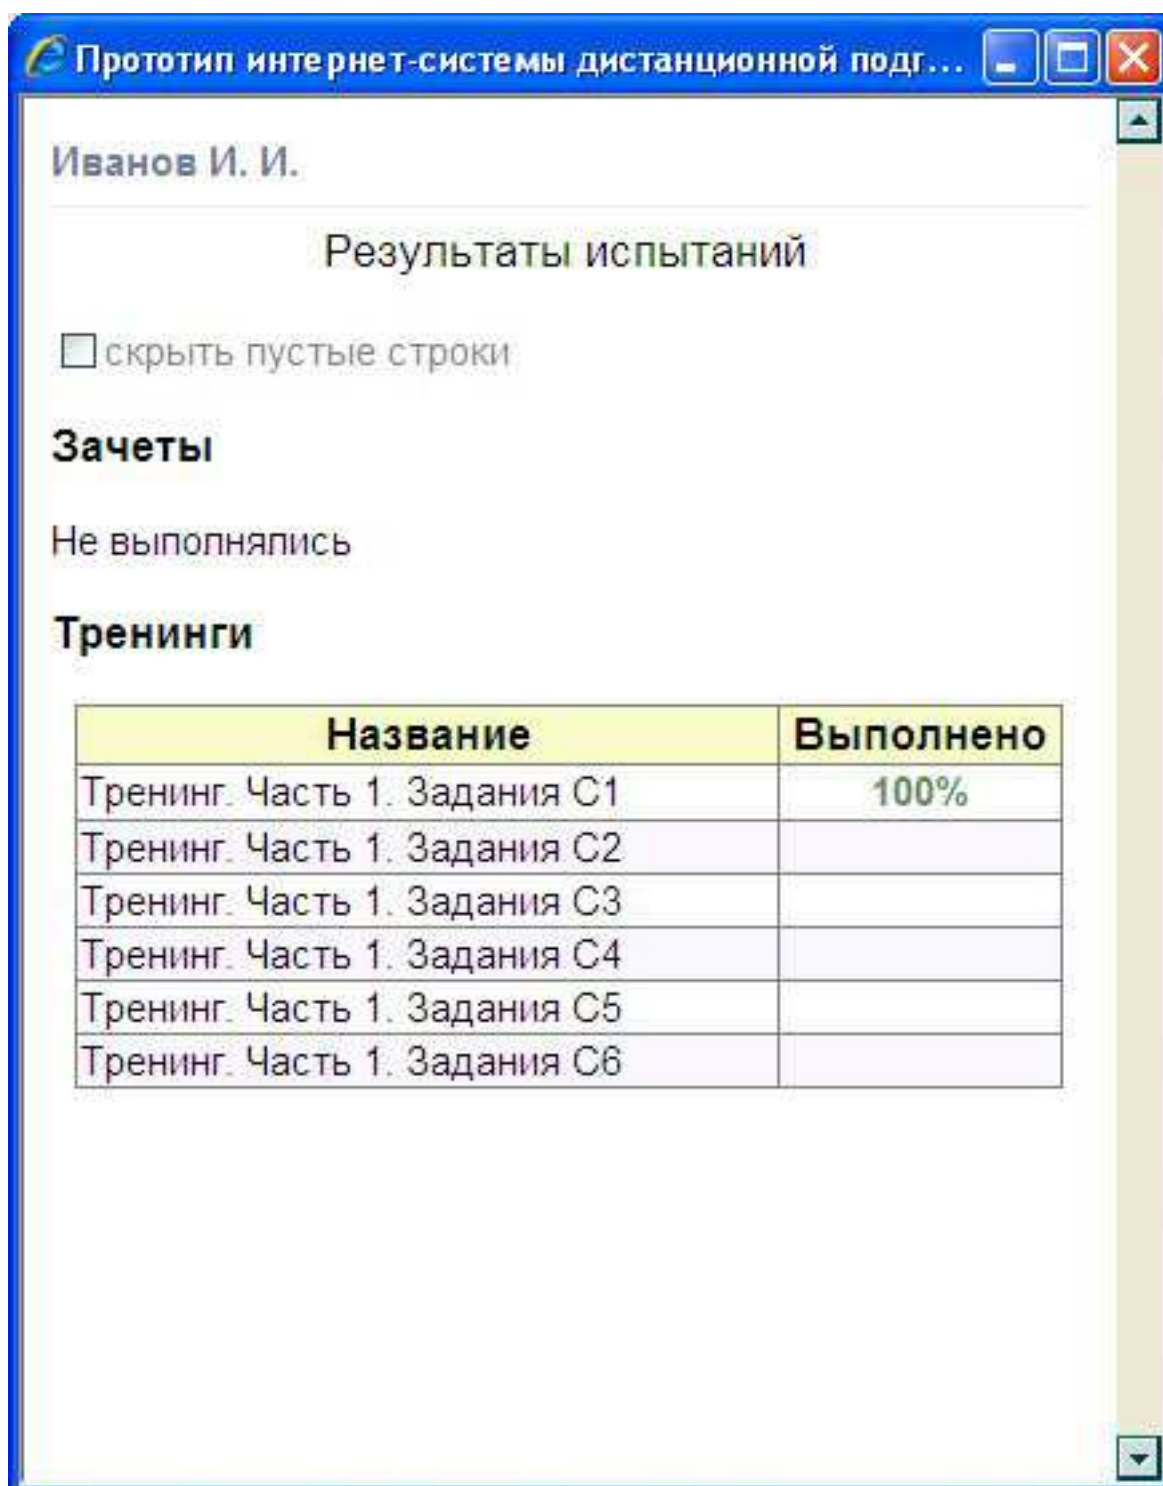 Прототип интернет-системы дистанционной подг...
Иванов И. И.
Результаты испытаний
скрыть пустые строки
Зачеты
Не выполнялись
Тренинги
Название Выполнено
Тренинг. Часть 1. Задания С1 100%
Тренинг. Часть 1. Задания С2
Тренинг. Часть 1. Задания С3
Тренинг. Часть 1. Задания С4
Тренинг. Часть 1. Задания С5
Тренинг. Часть 1. Задания С6